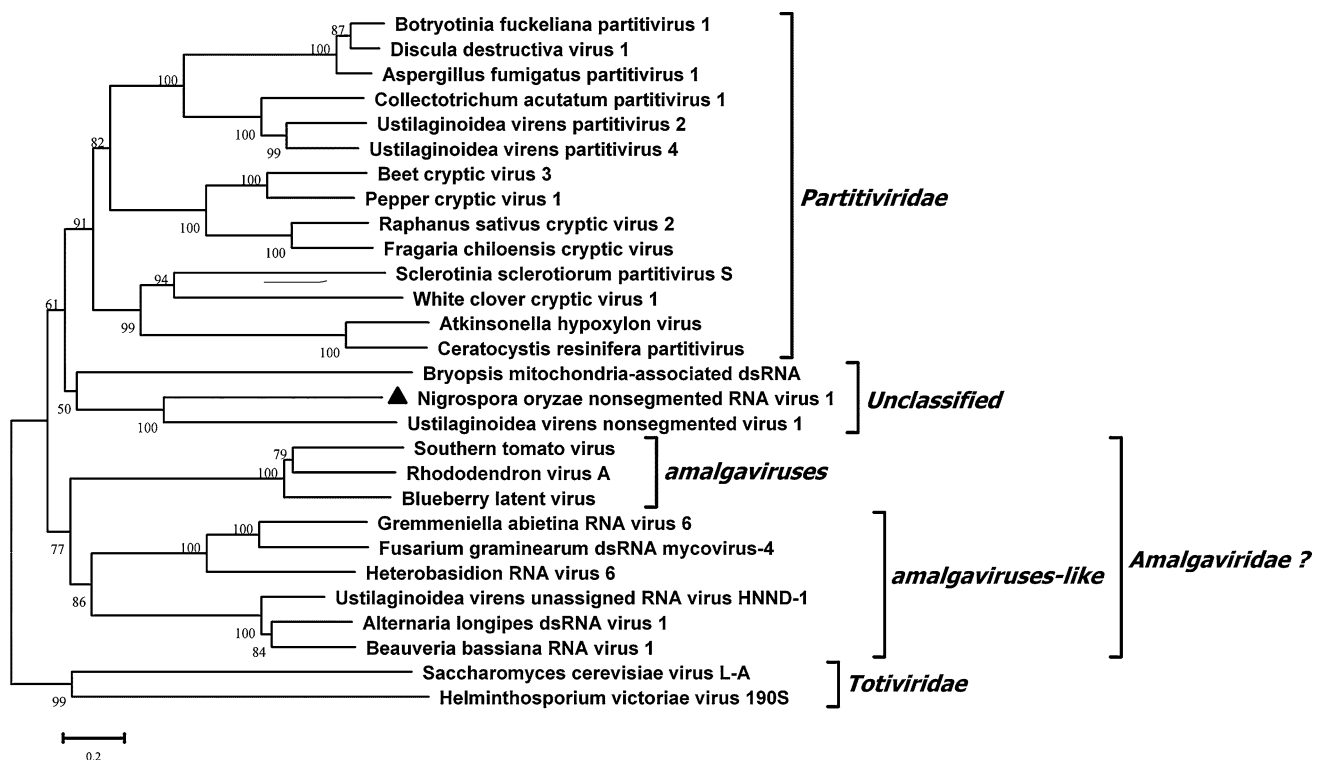 87
Botryotinia fuckeliana partitivirus 1
100
Discula destructiva virus 1
Aspergillus fumigatus partitivirus 1
100
Collectotrichum acutatum partitivirus 1
Ustilaginoidea virens partitivirus 2
100
82
99
Ustilaginoidea virens partitivirus 4
Beet cryptic virus 3
100
Pepper cryptic virus 1
Partitiviridae
91
100
Raphanus sativus cryptic virus 2
100
Fragaria chiloensis cryptic virus
94
Sclerotinia sclerotiorum partitivirus S
White clover cryptic virus 1
61
99
Atkinsonella hypoxylon virus
100
Ceratocystis resinifera partitivirus
Bryopsis mitochondria-associated dsRNA
50
Nigrospora oryzae nonsegmented RNA virus 1
Unclassified
100
Ustilaginoidea virens nonsegmented virus 1
79
Southern tomato virus
100
Rhododendron virus A
amalgaviruses
Blueberry latent virus
100
Gremmeniella abietina RNA virus 6
77
100
Fusarium graminearum dsRNA mycovirus-4
Heterobasidion RNA virus 6
amalgaviruses-like
Amalgaviridae ?
86
Ustilaginoidea virens unassigned RNA virus HNND-1
100
Alternaria longipes dsRNA virus 1
84
Beauveria bassiana RNA virus 1
Saccharomyces cerevisiae virus L-A
Totiviridae
99
Helminthosporium victoriae virus 190S
0.2